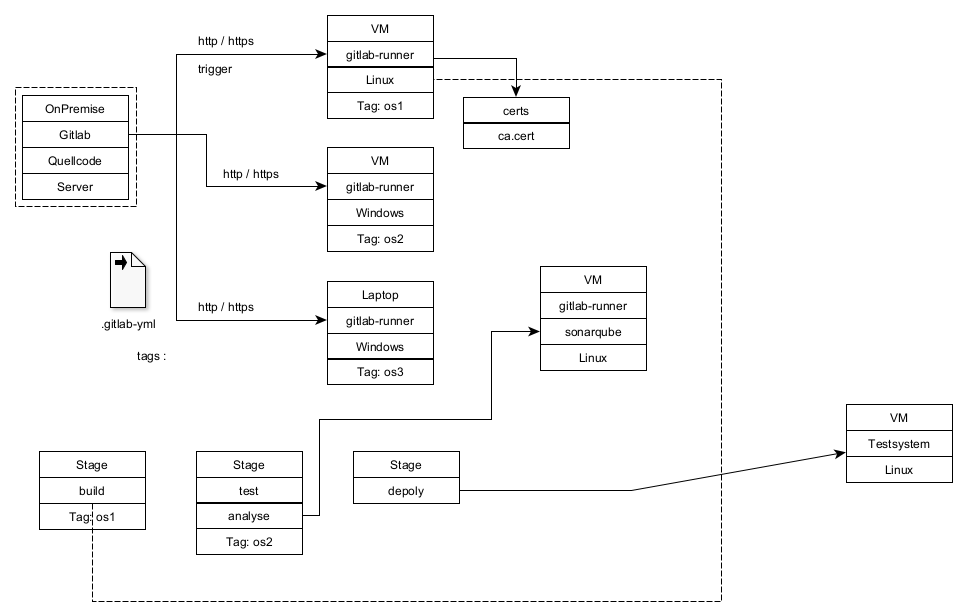 VM
http / https
gitlab-runner
trigger
Linux
Tag: os1
certs
ca.cert
OnPremise
Gitlab
Quellcode
Server
VM
http / https
gitlab-runner
Windows
Tag: os2
.gitlab-yml
tags :
Laptop
http / https
gitlab-runner
Windows
Tag: os3
VM
gitlab-runner
sonarqube
Linux
VM
Testsystem
Linux
Stage
build
Tag: os1
Stage
test
analyse
Tag: os2
Stage
depoly